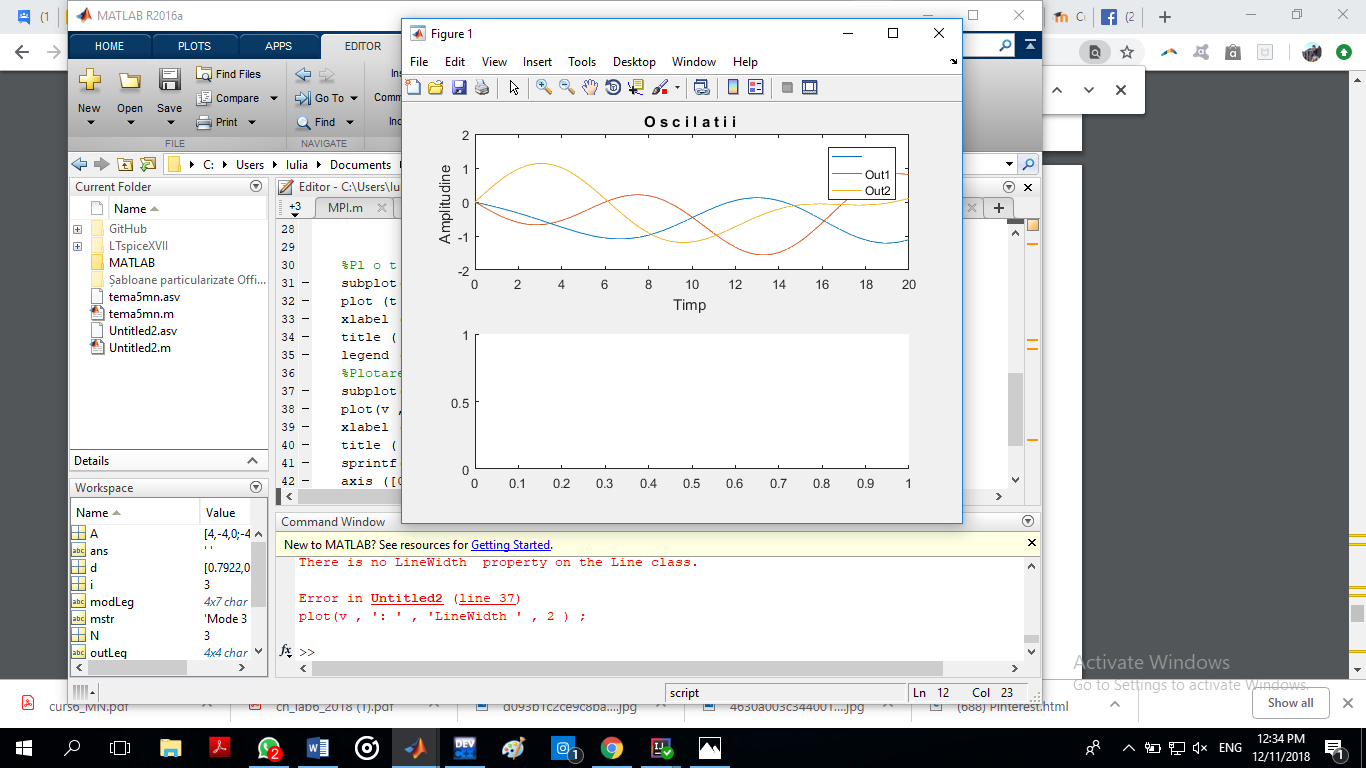 (1
MATLAB R2016a
Figure 1
(2
HOME PLOTS APPS EDITOR
File Edit View Insert Tools Desktop Window Help
New Open Save
Find Files
Compare
Print
Go To
Find
FILE NAVIGATE
C: Users Iulia Documents
Current Folder
Name
GitHub
LTspiceXVII
MATLAB
Șabloane particularizate Offi...
tema5mn.asv
tema5mn.m
Untitled2.asv
Untitled2.m
Details
Workspace
Name Value
A [4,-4,0;-4
ans ' '
d [0.7922,0
i 3
modLeg 4x7 char
mstr 'Mode 3
N 3
outLeg 4x4 char
Editor - C:\Users\Iu
+3 MPI.m
28
29
30 %Pl o t
31 subplot
32 plot (t
33 xlabel
34 title (
35 legend
36 %Plotare
37 subplot
38 plot(v ,
39 xlabel
40 title (
41 sprintf
42 axis ([0
O s c i l a t i i
Amplitudine
2
1
0
-1
-2
0 2 4 6 8 10 12 14 16 18 20
Timp
Out1
Out2
1
0.5
0
0 0.1 0.2 0.3 0.4 0.5 0.6 0.7 0.8 0.9 1
Command Window
New to MATLAB? See resources for Getting Started.
There is no LineWidth  property on the Line class.
Error in Untitled2 (line 37)
plot(v , ': ' , 'LineWidth ' , 2 ) ;
fx >>
script Ln 12 Col 23
Activate Windows
Go to Settings to activate Windows.
curs6_MN.pdf
cn_lab6_2018 (1).pdf
d093b1c2ce9c8ba....jpg
4630a003c344001....jpg
(688) Pinterest.html
Show all
2
DEV
1
IJ
ENG
12:34 PM
12/11/2018
1